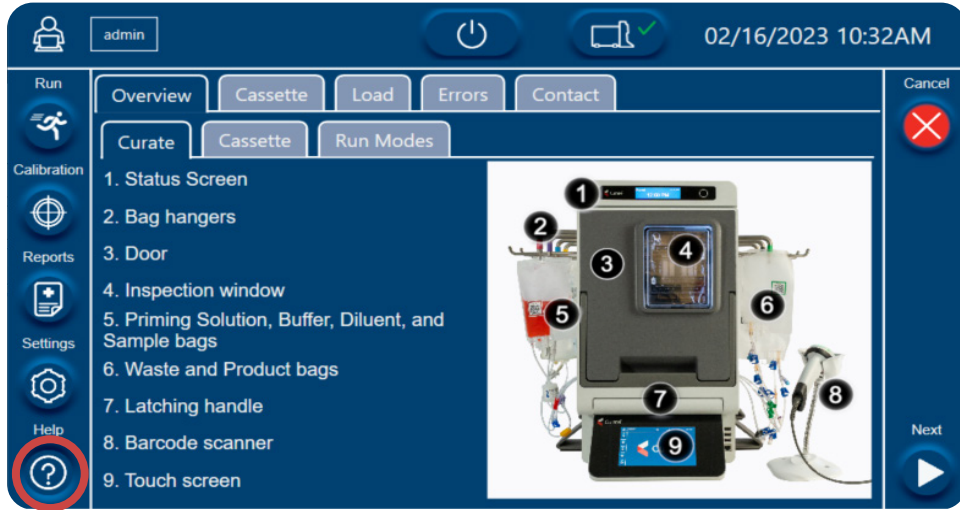 admin
02/16/2023 10:32AM
Run
Calibration
Reports
Settings
Help
Overview Cassette Load Errors Contact
Curate Cassette Run Modes
1. Status Screen
2. Bag hangers
3. Door
4. Inspection window
5. Priming Solution, Buffer, Diluent, and
Sample bags
6. Waste and Product bags
7. Latching handle
8. Barcode scanner
9. Touch screen
1
2
3
4
5
6
7
8
9
Cancel
Next